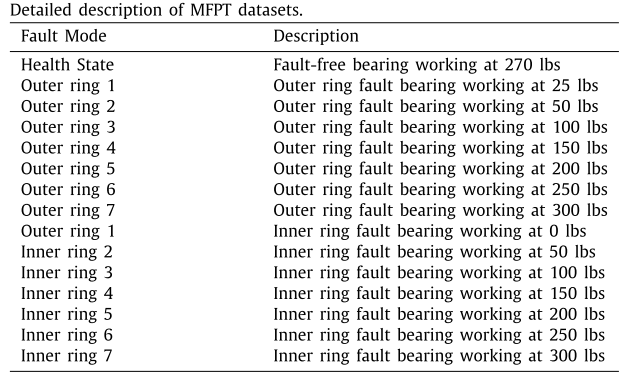 Detailed description of MFPT datasets.
Fault Mode Description
Health State Fault-free bearing working at 270 lbs
Outer ring 1 Outer ring fault bearing working at 25 lbs
Outer ring 2 Outer ring fault bearing working at 50 lbs
Outer ring 3 Outer ring fault bearing working at 100 lbs
Outer ring 4 Outer ring fault bearing working at 150 lbs
Outer ring 5 Outer ring fault bearing working at 200 lbs
Outer ring 6 Outer ring fault bearing working at 250 lbs
Outer ring 7 Outer ring fault bearing working at 300 lbs
Outer ring 1 Inner ring fault bearing working at 0 lbs
Inner ring 2 Inner ring fault bearing working at 50 lbs
Inner ring 3 Inner ring fault bearing working at 100 lbs
Inner ring 4 Inner ring fault bearing working at 150 lbs
Inner ring 5 Inner ring fault bearing working at 200 lbs
Inner ring 6 Inner ring fault bearing working at 250 lbs
Inner ring 7 Inner ring fault bearing working at 300 lbs